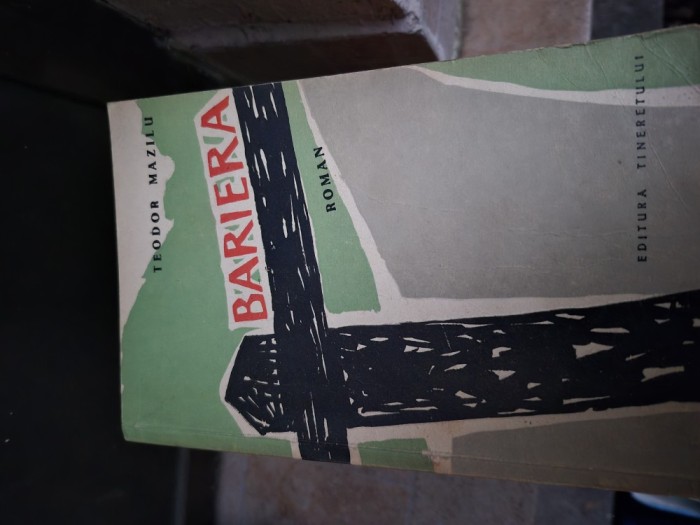 TEODOR MAZILU
BARIERA
ROMAN
EDITURA TINERETULUI